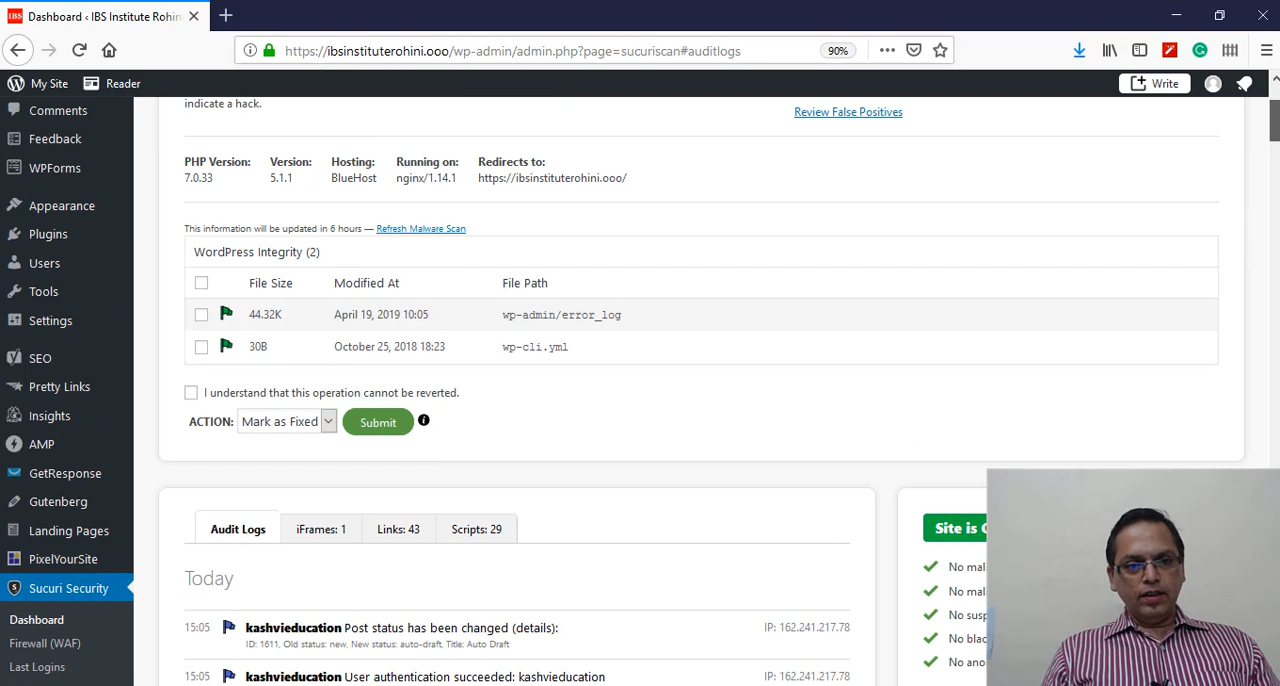 IBS Dashboard ‹ IBS Institute Rohin
https://ibsinstituterohini.ooo/wp-admin/admin.php?page=sucuriscan#auditlogs 90%
My Site Reader Write
Comments
Feedback
WPForms
Appearance
Plugins
Users
Tools
Settings
SEO
Pretty Links
Insights
AMP
GetResponse
Gutenberg
Landing Pages
PixelYourSite
Sucuri Security
Dashboard
Firewall (WAF)
Last Logins
indicate a hack.
Review False Positives
PHP Version: Version: Hosting: Running on: Redirects to:
7.0.33 5.1.1 BlueHost nginx/1.14.1 https://ibsinstituterohini.ooo/
This information will be updated in 6 hours — Refresh Malware Scan
WordPress Integrity (2)
File Size Modified At File Path
44.32K April 19, 2019 10:05 wp-admin/error_log
30B October 25, 2018 18:23 wp-cli.yml
I understand that this operation cannot be reverted.
ACTION: Mark as Fixed Submit
Audit Logs iFrames: 1 Links: 43 Scripts: 29
Today
15:05 kashvieducation Post status has been changed (details): IP: 162.241.217.78
ID: 1611, Old status: new, New status: auto-draft, Title: Auto Draft
15:05 kashvieducation User authentication succeeded: kashvieducation IP: 162.241.217.78
Site is
No mal
No mal
No susp
No blac
No ano